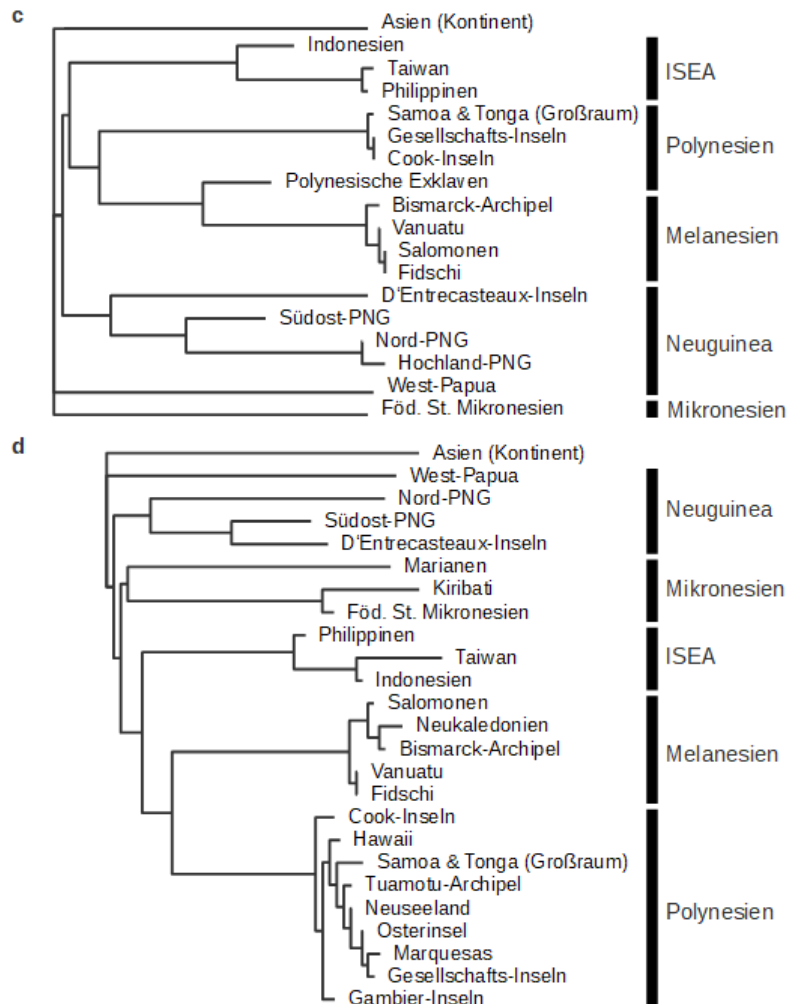 c
Asien (Kontinent)
Indonesien
Taiwan
Philippinen
ISEA
Samoa & Tonga (Großraum)
Gesellschafts-Inseln
Cook-Inseln
Polynesische Exklaven
Polynesien
Bismarck-Archipel
Vanuatu
Salomonen
Fidschi
Melanesien
D'Entrecasteaux-Inseln
Südost-PNG
Nord-PNG
Hochland-PNG
West-Papua
Neuguinea
Föd. St. Mikronesien
Mikronesien
d
Asien (Kontinent)
West-Papua
Nord-PNG
Südost-PNG
D'Entrecasteaux-Inseln
Neuguinea
Marianen
Kiribati
Föd. St. Mikronesien
Mikronesien
Philippinen
Taiwan
Indonesien
ISEA
Salomonen
Neukaledonien
Bismarck-Archipel
Vanuatu
Fidschi
Melanesien
Cook-Inseln
Hawaii
Samoa & Tonga (Großraum)
Tuamotu-Archipel
Neuseeland
Osterinsel
Marquesas
Gesellschafts-Inseln
Gambier-Inseln
Polynesien